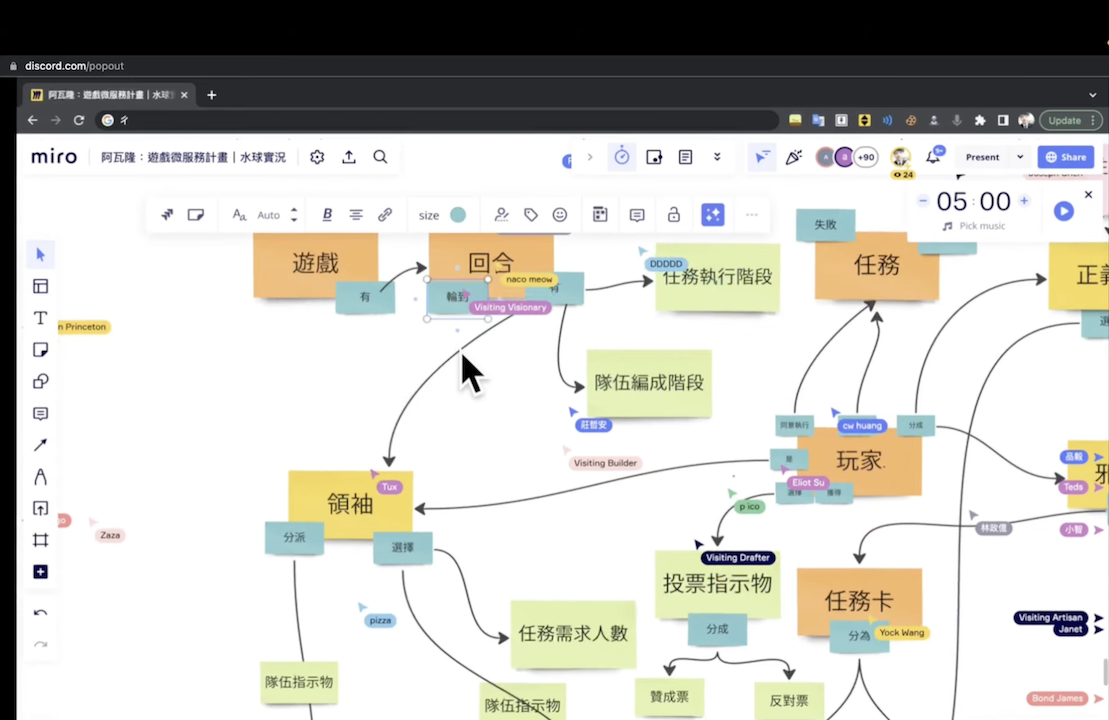 discord.com/popout
阿瓦隆：遊戲微服務計畫 | 水球
Update
miro
阿瓦隆：遊戲微服務計畫 | 水球實況
a
+90
24
Present
Share
05 : 00
Pick music
Auto
B
size
失敗
遊戲
有
回合
輪到
naco meow
有
Visiting Visionary
DDDDD
任務執行階段
任務
正義
n Princeton
隊伍編成階段
莊哲安
同意執行
cw huang
分成
Visiting Builder
是
玩家
品毅
Tux
Eliot Su
選擇
獲得
Teds
邪
領袖
p ico
林政億
小智
Zaza
分派
選擇
Visiting Drafter
投票指示物
任務卡
pizza
任務需求人數
分成
分為
Yock Wang
Visiting Artisan
Janet
隊伍指示物
隊伍指示物
贊成票
反對票
Bond James